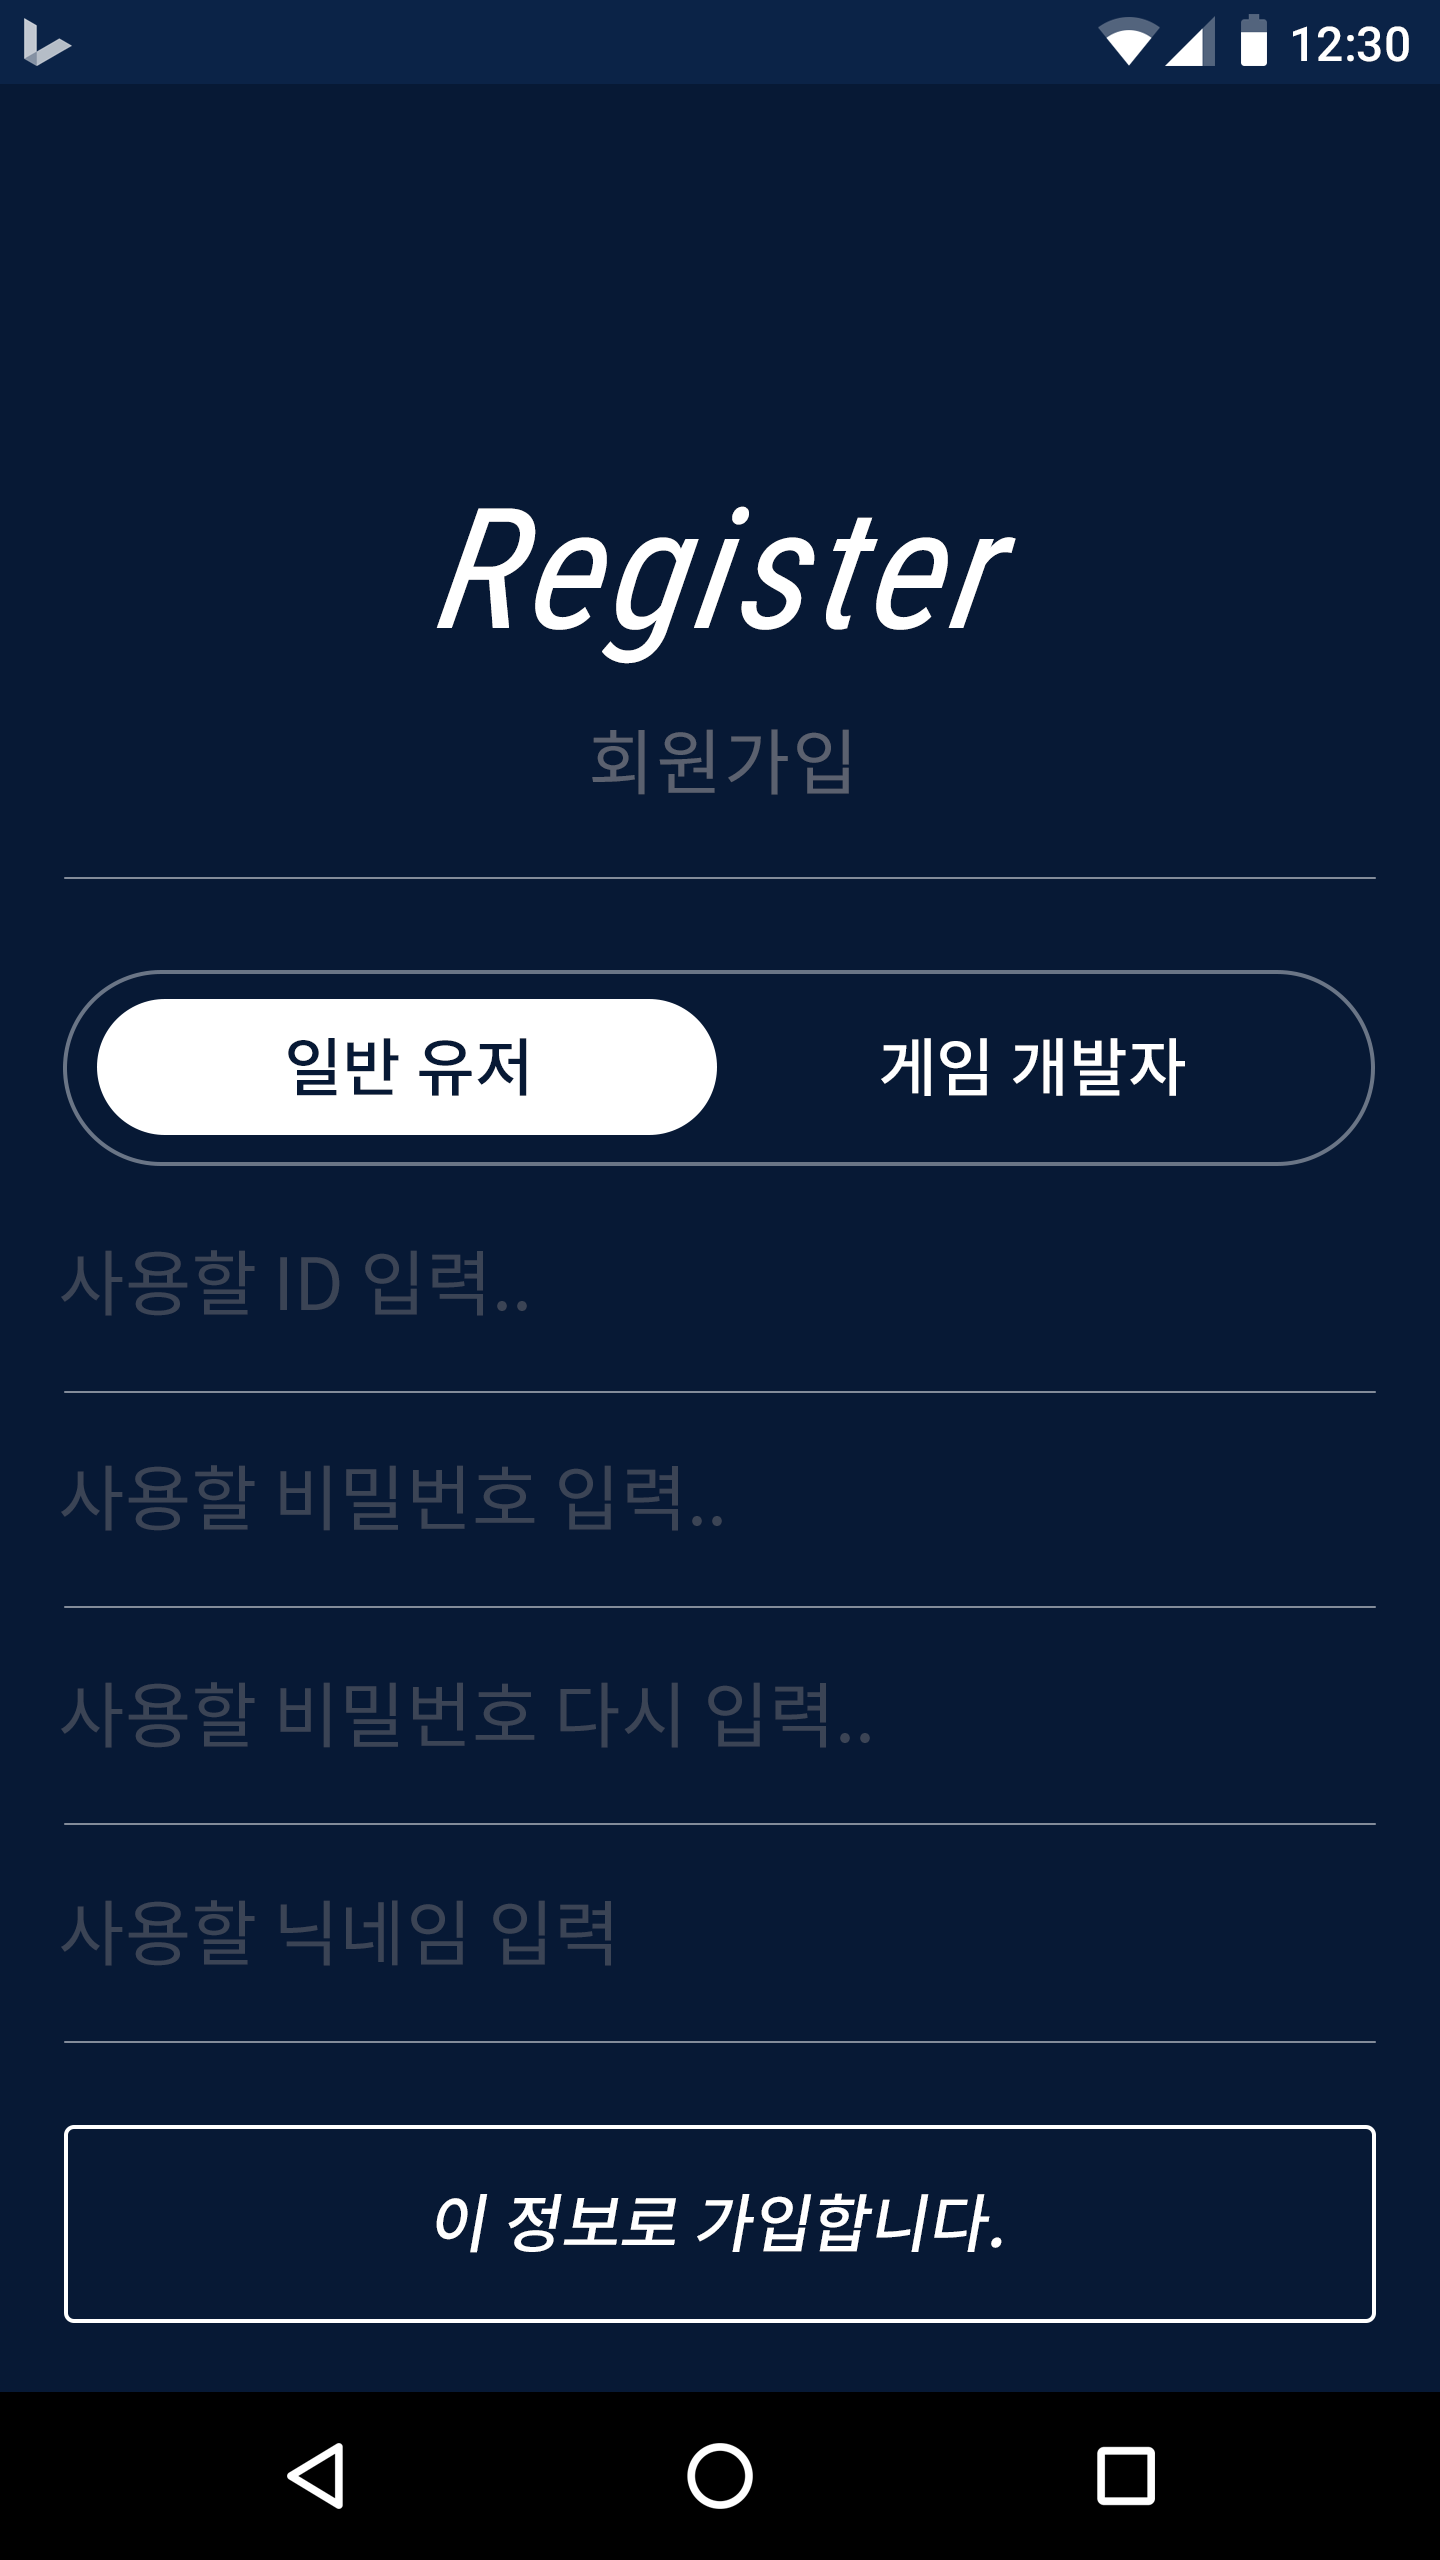 12:30
Register
회원가입
일반 유저 게임 개발자
사용할 ID 입력..
사용할 비밀번호 입력..
사용할 비밀번호 다시 입력..
사용할 닉네임 입력
이 정보로 가입합니다.